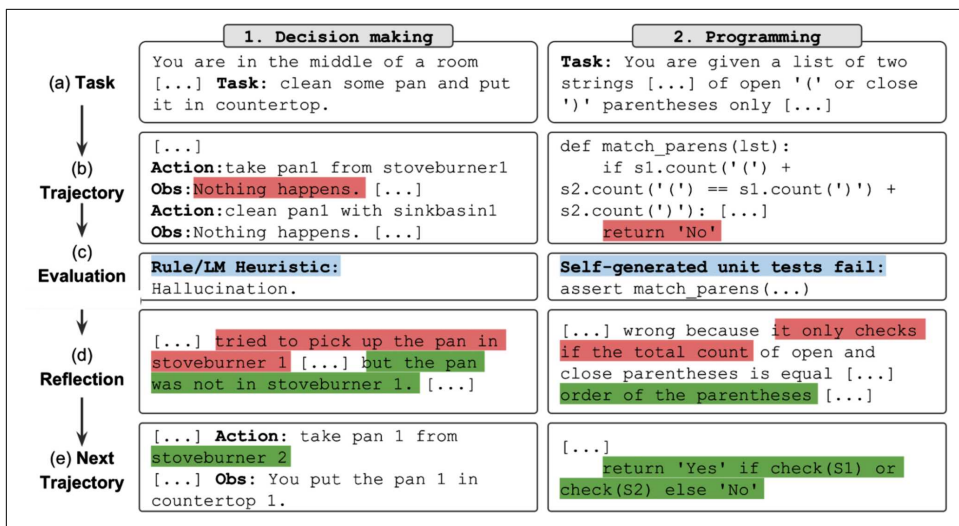 1. Decision making
2. Programming
(a) Task
You are in the middle of a room
[...] Task: clean some pan and put
it in countertop.
Task: You are given a list of two
strings [...] of open '(' or close
')' parentheses only [...]
(b)
Trajectory
[...]
Action:take pan1 from stoveburner1
Obs:Nothing happens. [...]
Action:clean pan1 with sinkbasin1
Obs:Nothing happens. [...]
def match_parens(lst):
if s1.count('(') +
s2.count('(') == s1.count(')') +
s2.count(')'): [...]
return 'No'
(c)
Evaluation
Rule/LM Heuristic:
Hallucination.
Self-generated unit tests fail:
assert match_parens(...)
(d)
Reflection
[...] tried to pick up the pan in
stoveburner 1 [...] but the pan
was not in stoveburner 1. [...]
[...] wrong because it only checks
if the total count of open and
close parentheses is equal [...]
order of the parentheses [...]
(e) Next
Trajectory
[...] Action: take pan 1 from
stoveburner 2
[...] Obs: You put the pan 1 in
countertop 1.
[...]
return 'Yes' if check(S1) or
check(S2) else 'No'